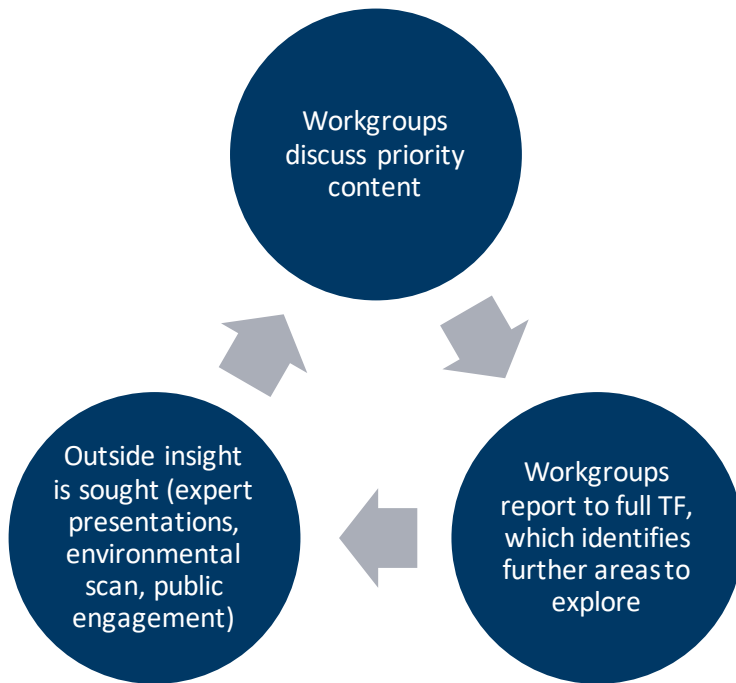 Workgroups
discuss priority
content
Workgroups
report to full TF,
which identifies
further areas to
explore
Outside insight
is sought (expert
presentations,
environmental
scan, public
engagement)